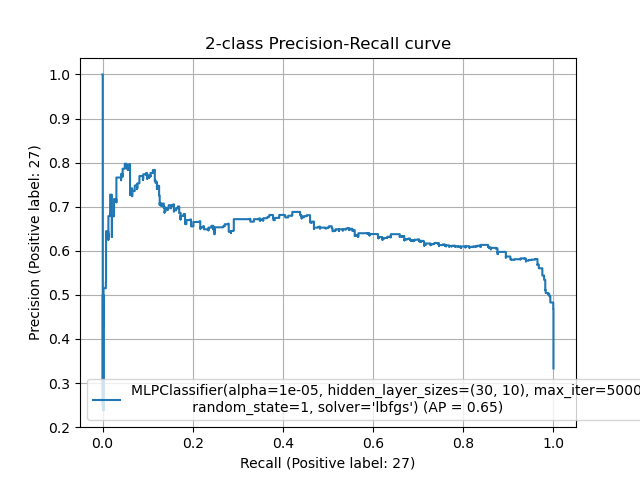 2-class Precision-Recall curve
1.0
0.9
0.8
0.7
0.6
0.5
0.4
0.3
0.2
Precision (Positive label: 27)
MLPClassifier(alpha=1e-05, hidden_layer_sizes=(30, 10), max_iter=5000
random_state=1, solver='lbfgs') (AP = 0.65)
0.0 0.2 0.4 0.6 0.8 1.0
Recall (Positive label: 27)